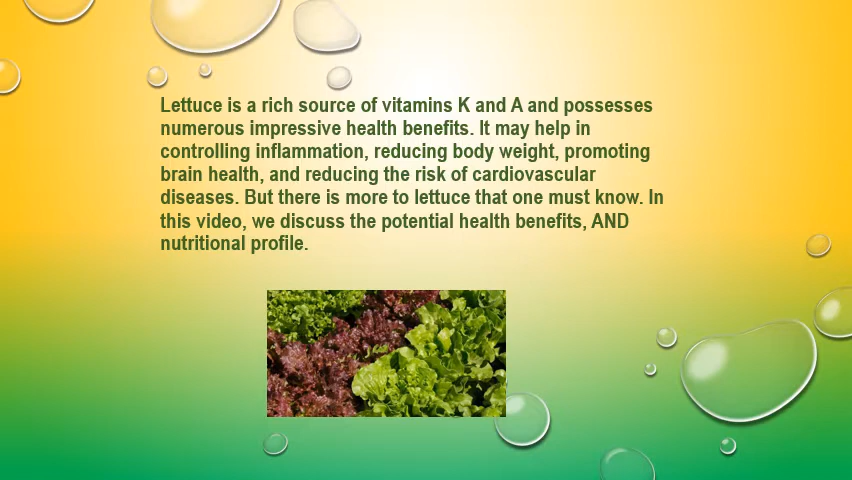 Lettuce is a rich source of vitamins K and A and possesses
numerous impressive health benefits. It may help in
controlling inflammation, reducing body weight, promoting
brain health, and reducing the risk of cardiovascular
diseases. But there is more to lettuce that one must know. In
this video, we discuss the potential health benefits, AND
nutritional profile.